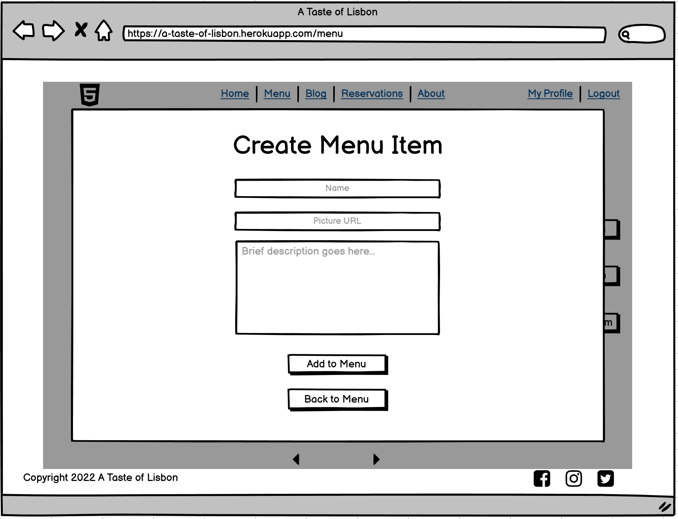 A Taste of Lisbon
https://a-taste-of-lisbon.herokuapp.com/menu
Home Menu Blog Reservations About My Profile Logout
Create Menu Item
Name
Picture URL
Brief description goes here...
m
Add to Menu
Back to Menu
Copyright 2022 A Taste of Lisbon